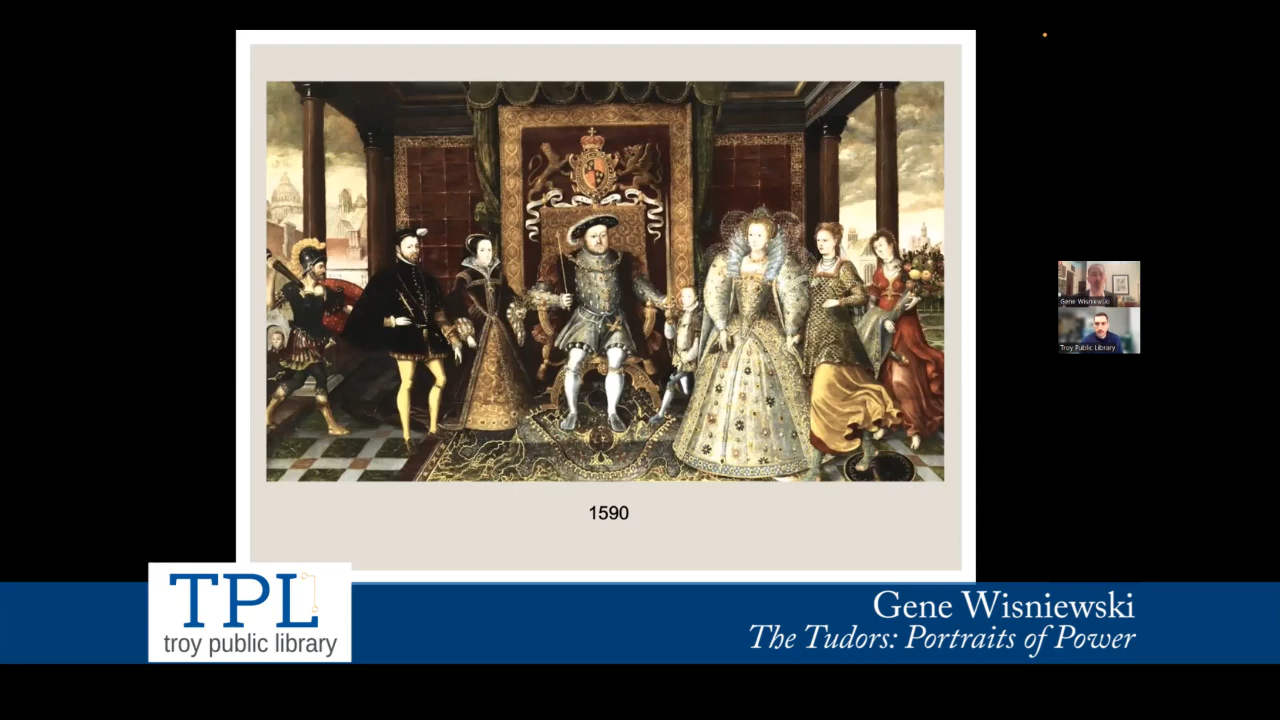 1590
Gene Wisniewski
Troy Public Library
TPL
troy public library
Gene Wisniewski
The Tudors: Portraits of Power